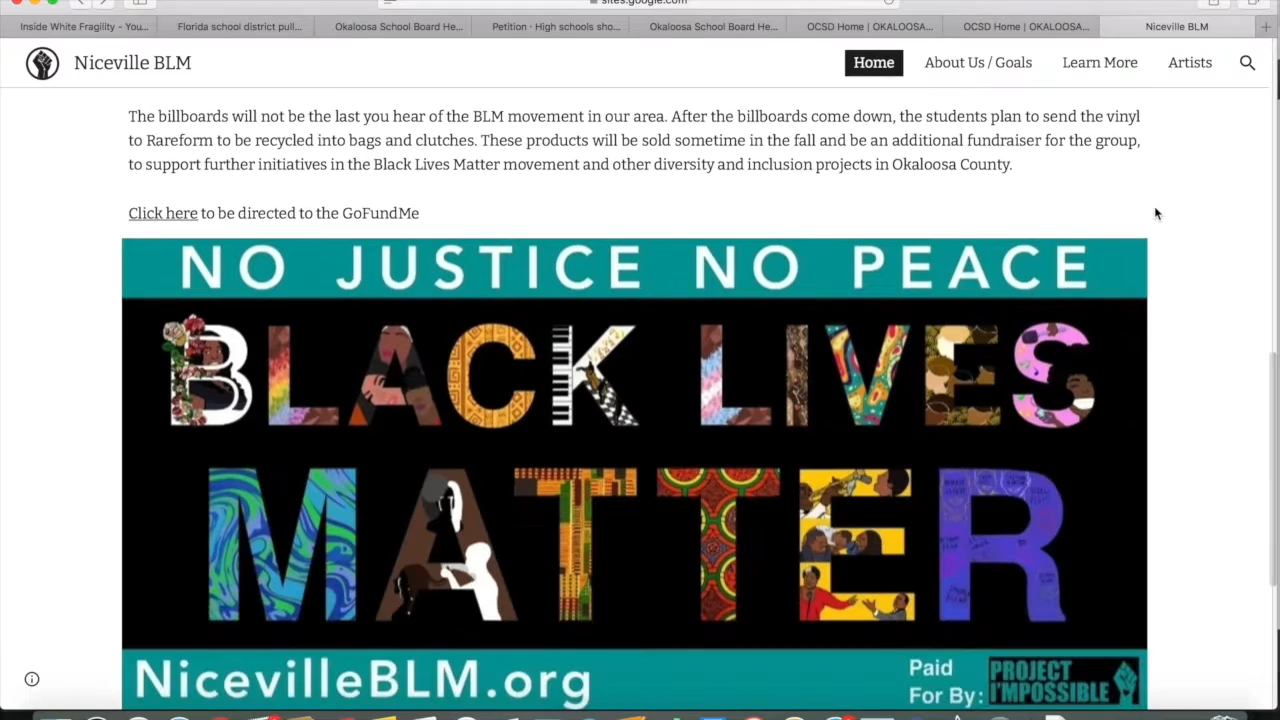 sites.google.com
Inside White Fragility - You...
Florida school district pull...
Okaloosa School Board He...
Petition · High schools sho...
Okaloosa School Board He...
OCSD Home | OKALOOSA...
OCSD Home | OKALOOSA...
Niceville BLM
Niceville BLM
Home
About Us / Goals
Learn More
Artists
The billboards will not be the last you hear of the BLM movement in our area. After the billboards come down, the students plan to send the vinyl
to Rareform to be recycled into bags and clutches. These products will be sold sometime in the fall and be an additional fundraiser for the group,
to support further initiatives in the Black Lives Matter movement and other diversity and inclusion projects in Okaloosa County.
Click here to be directed to the GoFundMe
NO JUSTICE NO PEACE
BLACK LIVES
MATTER
NicevilleBLM.org
Paid
For By:
PROJECT
I'MPOSSIBLE